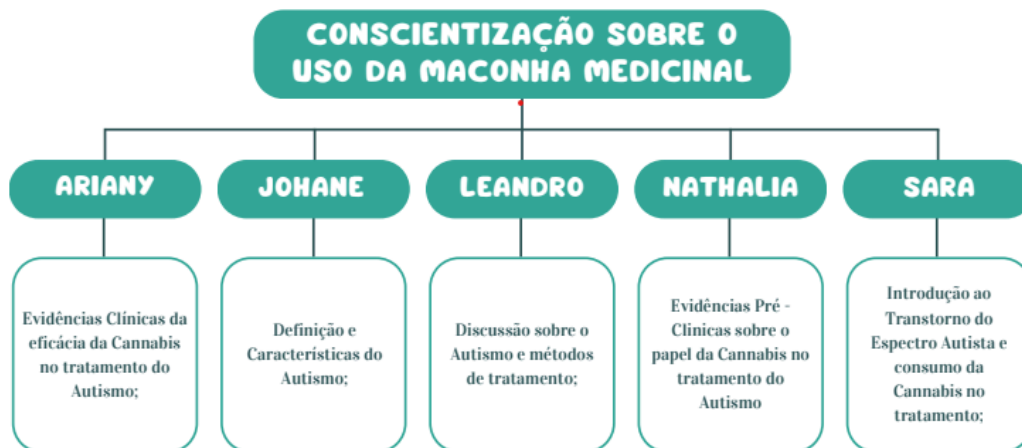 CONSCIENTIZAÇÃO SOBRE O
USO DA MACONHA MEDICINAL
ARIANY
JOHANE
LEANDRO
NATHALIA
SARA
Evidências Clínicas da
eficácia da Cannabis
no tratamento do
Autismo;
Definição e
Características do
Autismo;
Discussão sobre o
Autismo e métodos
de tratamento;
Evidências Pré -
Clinicas sobre o
papel da Cannabis no
tratamento do
Autismo
Introdução ao
Transtorno do
Espectro Autista e
consumo da
Cannabis no
tratamento;